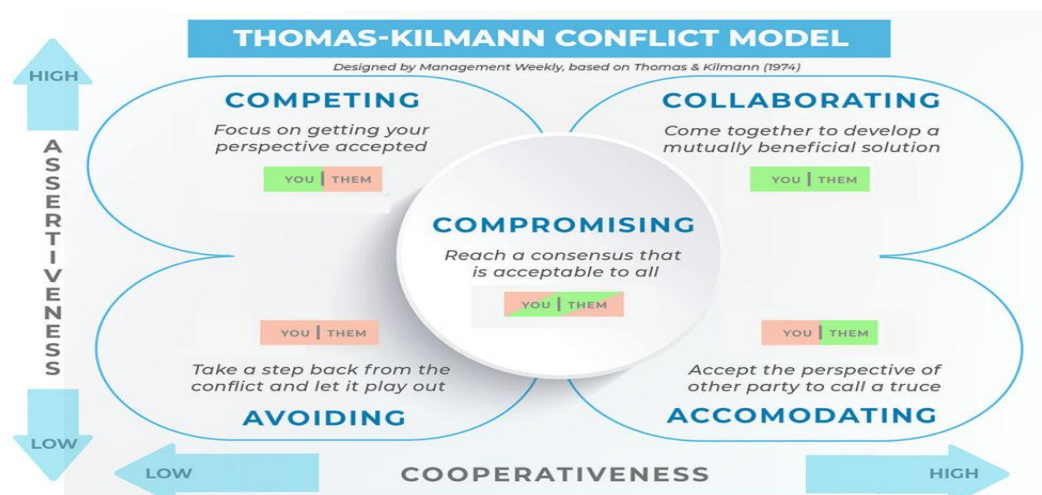 THOMAS-KILMANN CONFLICT MODEL
Designed by Management Weekly, based on Thomas & Kilmann (1974)
HIGH
ASSERTIVENESS
LOW
COMPETING
Focus on getting your
perspective accepted
YOU | THEM
COLLABORATING
Come together to develop a
mutually beneficial solution
YOU | THEM
COMPROMISING
Reach a consensus that
is acceptable to all
YOU | THEM
YOU | THEM
Take a step back from the
conflict and let it play out
AVOIDING
YOU | THEM
Accept the perspective of
other party to call a truce
ACCOMODATING
LOW
COOPERATIVENESS
HIGH